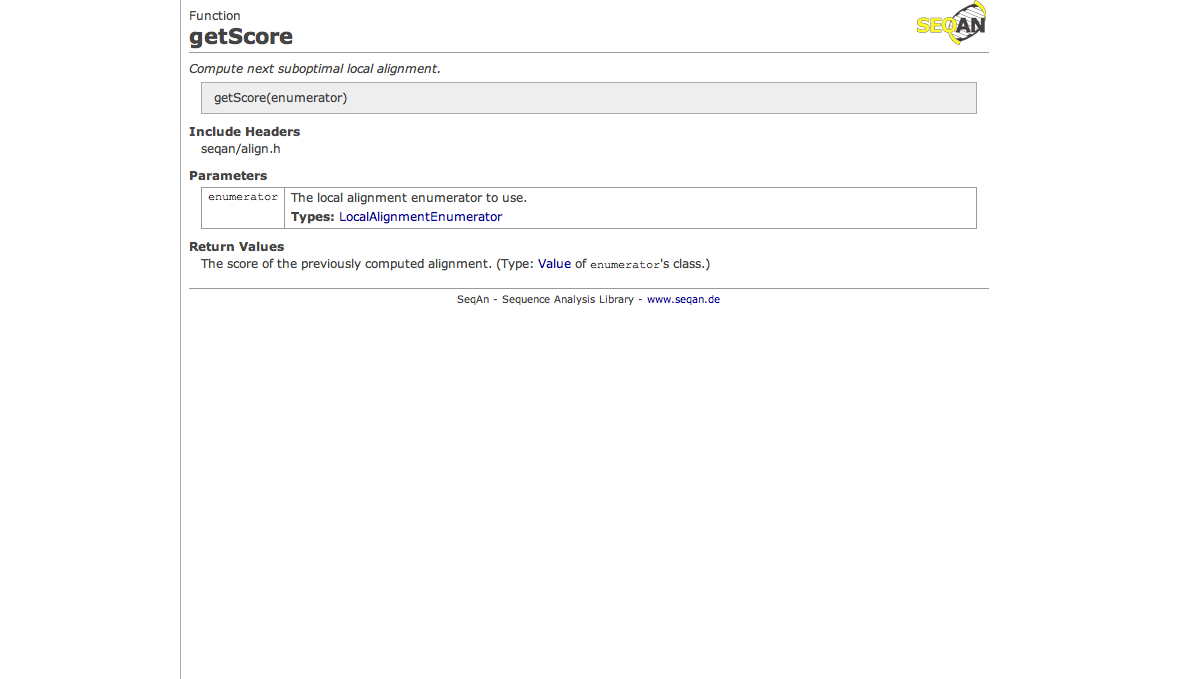 Function
SEQAN
getScore
Compute next suboptimal local alignment.
getScore(enumerator)
Include Headers
seqan/align.h
Parameters
enumerator The local alignment enumerator to use.
Types: LocalAlignmentEnumerator
Return Values
The score of the previously computed alignment. (Type: Value of enumerator's class.)
SeqAn - Sequence Analysis Library - www.seqan.de